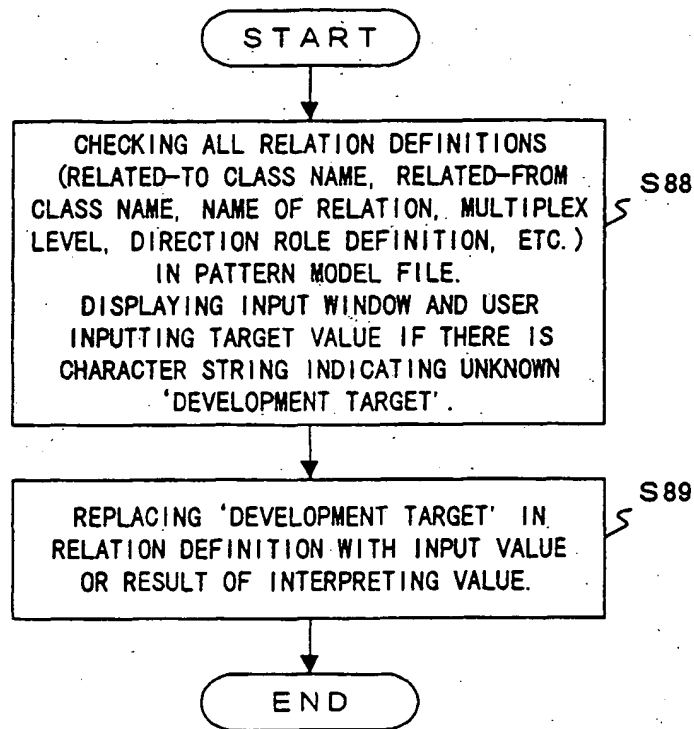 START
CHECKING ALL RELATION DEFINITIONS
(RELATED-TO CLASS NAME, RELATED-FROM
CLASS NAME, NAME OF RELATION, MULTIPLEX
LEVEL, DIRECTION ROLE DEFINITION, ETC.)
IN PATTERN MODEL FILE.
DISPLAYING INPUT WINDOW AND USER
INPUTTING TARGET VALUE IF THERE IS
CHARACTER STRING INDICATING UNKNOWN
'DEVELOPMENT TARGET'.
S88
REPLACING 'DEVELOPMENT TARGET' IN
RELATION DEFINITION WITH INPUT VALUE
OR RESULT OF INTERPRETING VALUE.
S89
END